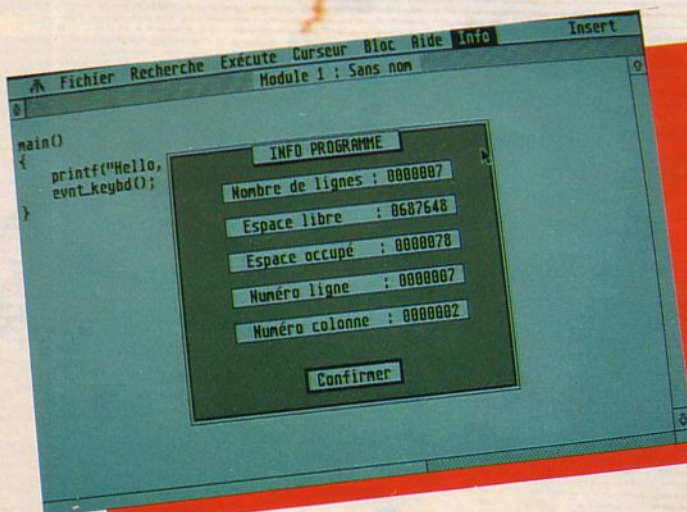 Fichier Recherche Exécute Curseur Bloc Aide Info Insert
Module 1 : Sans nom
main()
{
printf("Hello,
evnt_keybd();
}
INFO PROGRAMME
Nombre de lignes : 0000007
Espace libre : 0687648
Espace occupé : 0000078
Numéro ligne : 0000007
Numéro colonne : 0000002
Confirmer